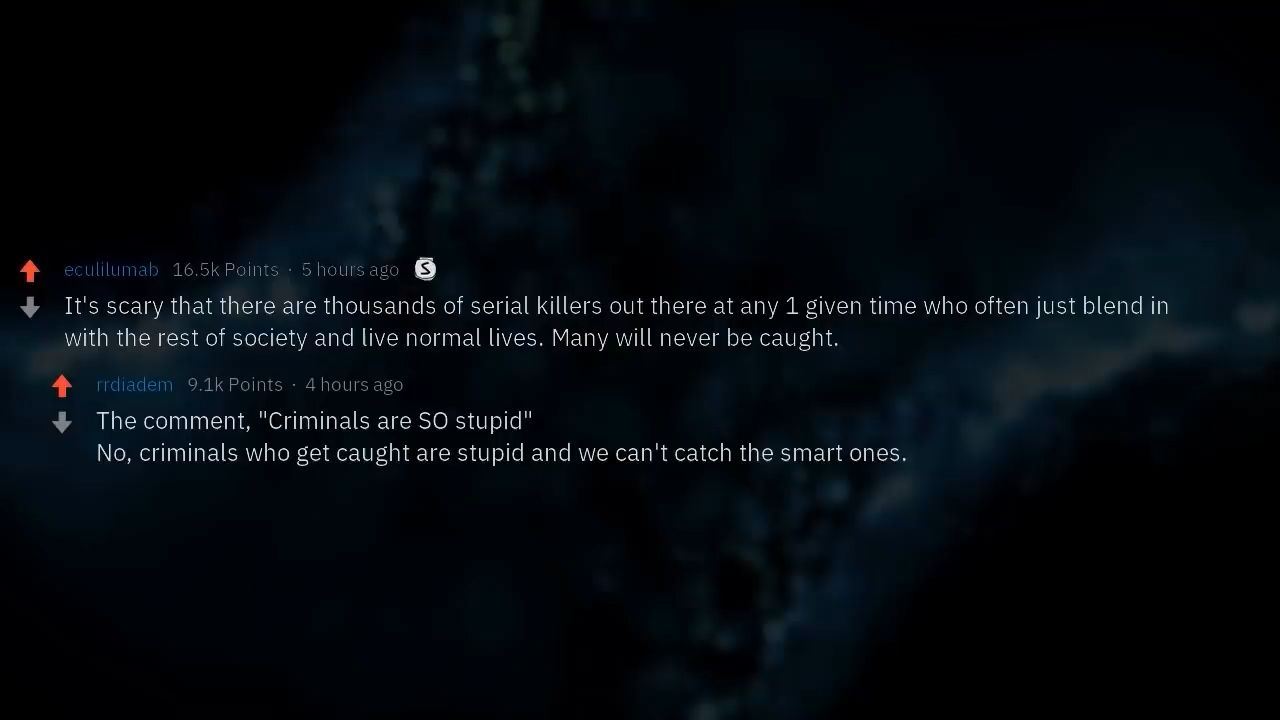 eculilumab 16.5k Points · 5 hours ago S
It's scary that there are thousands of serial killers out there at any 1 given time who often just blend in
with the rest of society and live normal lives. Many will never be caught.
rrdiadem 9.1k Points · 4 hours ago
The comment, "Criminals are SO stupid"
No, criminals who get caught are stupid and we can't catch the smart ones.